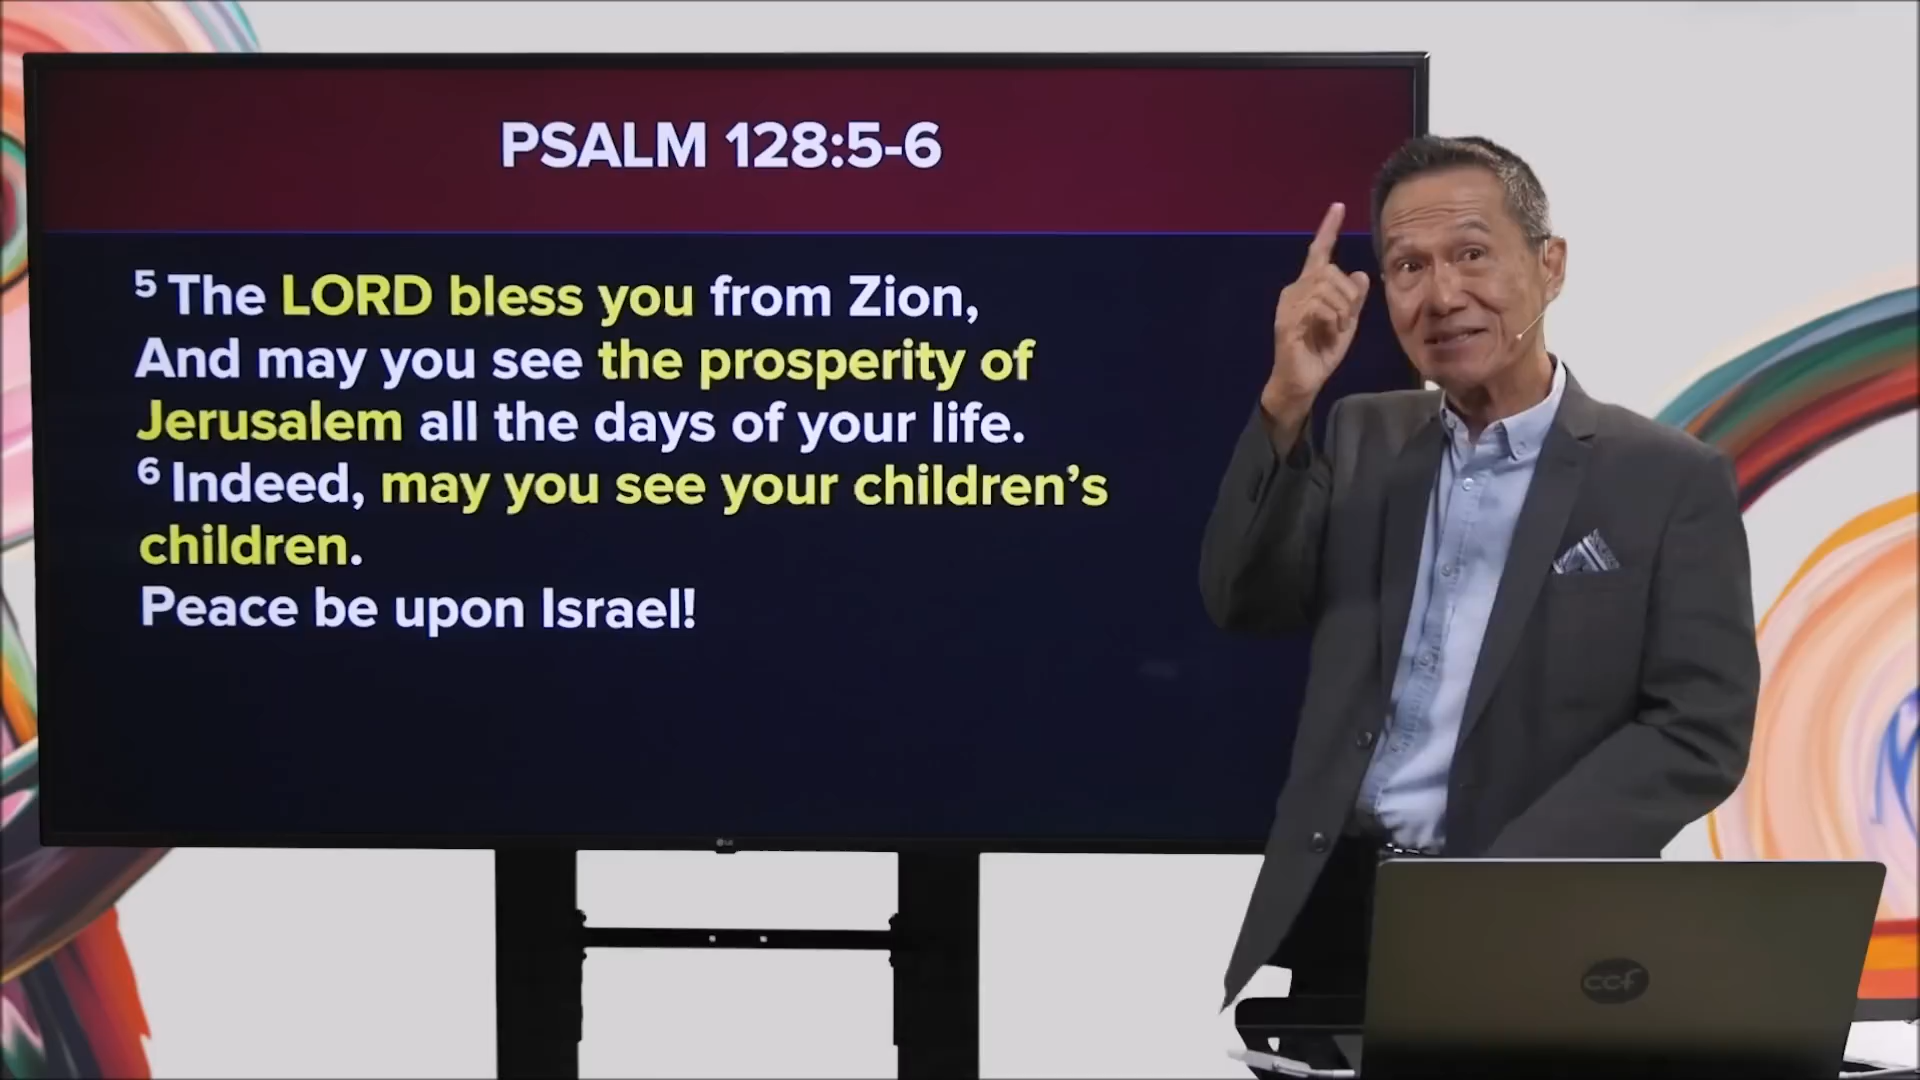 PSALM 128:5-6
5 The LORD bless you from Zion,
And may you see the prosperity of
Jerusalem all the days of your life.
6 Indeed, may you see your children’s
children.
Peace be upon Israel!
LG
ccf